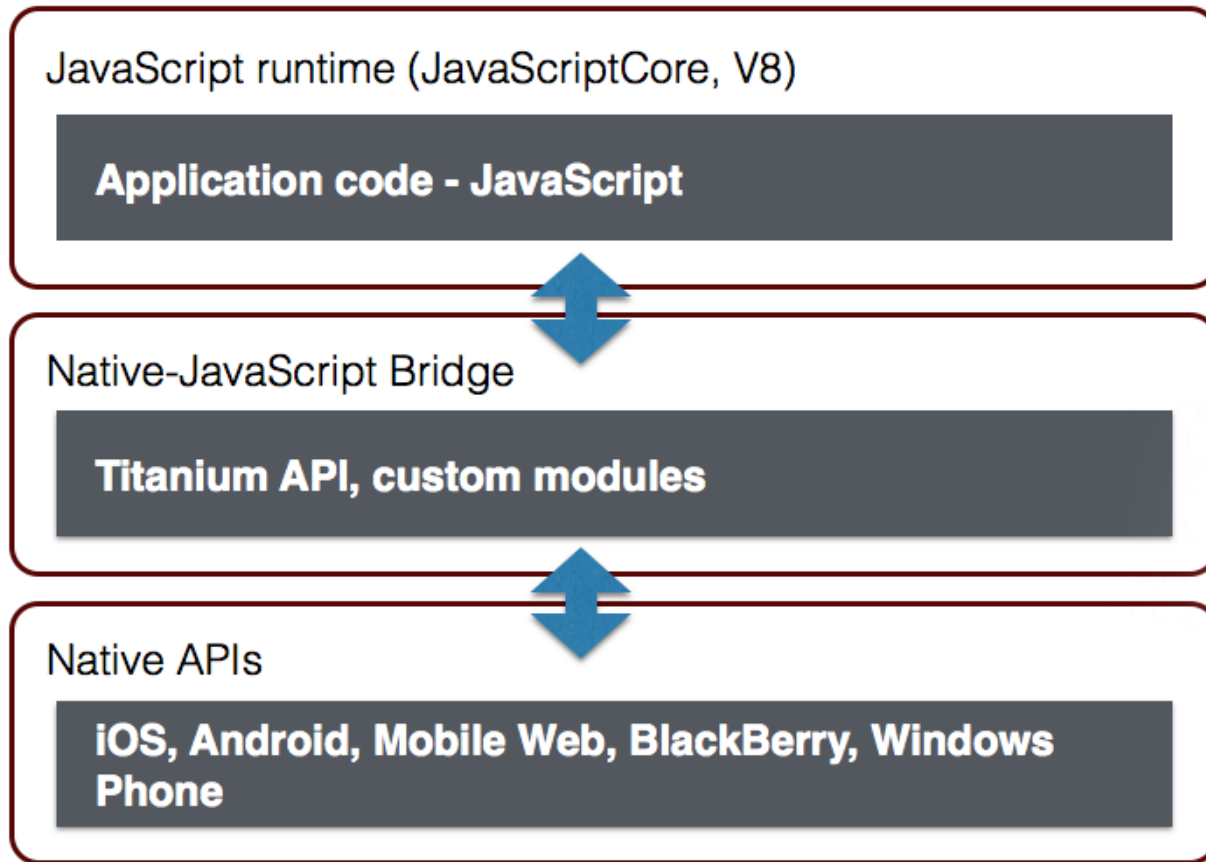 JavaScript runtime (JavaScriptCore, V8)
Application code - JavaScript
Native-JavaScript Bridge
Titanium API, custom modules
Native APIs
iOS, Android, Mobile Web, BlackBerry, Windows
Phone